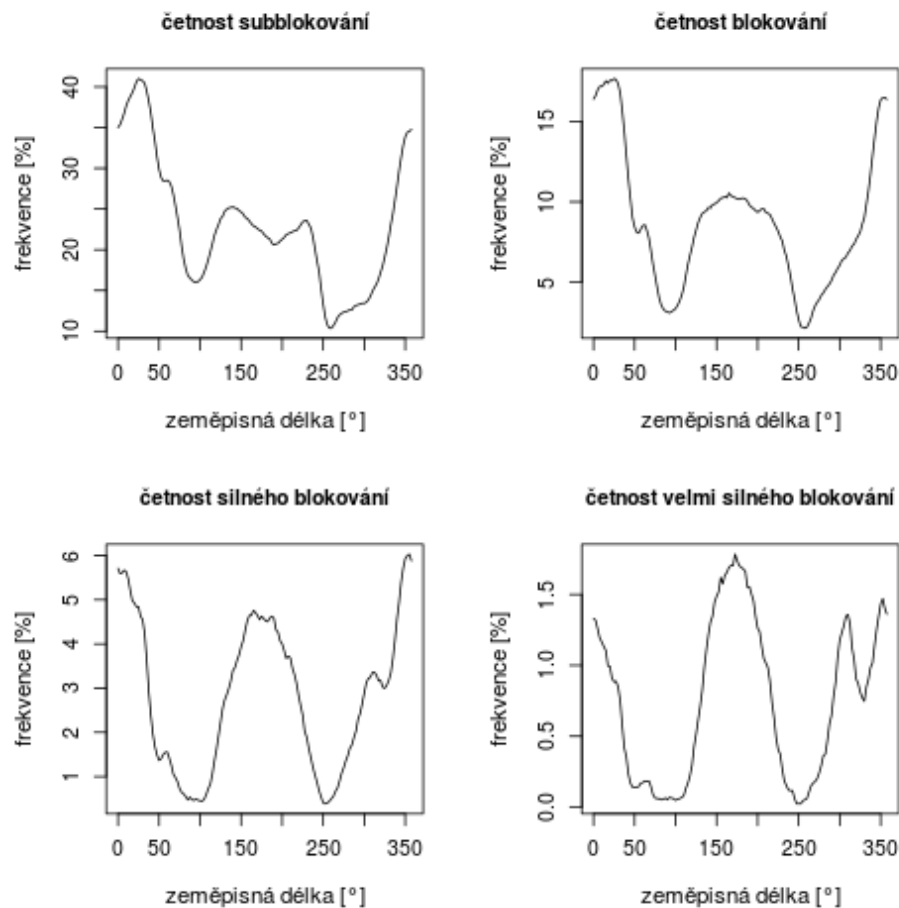 četnost subblokování
frekvence [%]
10 20 30 40
0 50 150 250 350
zeměpisná délka [°]
četnost blokování
frekvence [%]
5 10 15
0 50 150 250 350
zeměpisná délka [°]
četnost silného blokování
frekvence [%]
1 2 3 4 5 6
0 50 150 250 350
zeměpisná délka [°]
četnost velmi silného blokování
frekvence [%]
0.0 0.5 1.0 1.5
0 50 150 250 350
zeměpisná délka [°]